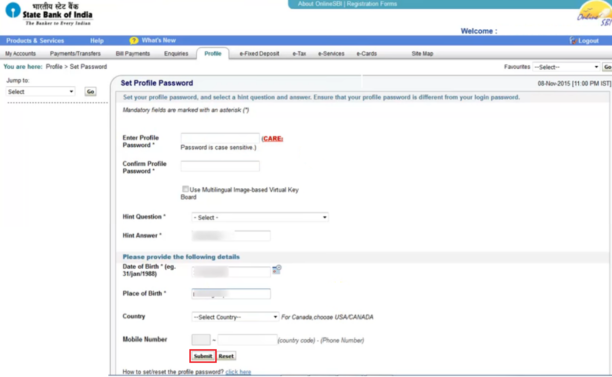 About OnlineSBI | Registration Forms
भारतीय स्टेट बैंक
State Bank of India
The Banker to Every Indian
Online SBI
Welcome :
Products & Services Help ? What's New Logout
My Accounts Payments/Transfers Bill Payments Enquiries Profile e-Fixed Deposit e-Tax e-Services e-Cards Site Map
You are here: Profile > Set Password Favourites --Select-- Go
Jump to:
Select Go
Set Profile Password 08-Nov-2015 [11:00 PM IST]
Set your profile password, and select a hint question and answer. Ensure that your profile password is different from your login password.
Mandatory fields are marked with an asterisk (*)
Enter Profile Password * (CARE:
Password is case sensitive.)
Confirm Profile Password *
Use Multilingual Image-based Virtual Key Board
Hint Question * - Select -
Hint Answer *
Please provide the following details
Date of Birth * (eg. 31/jan/1988)
Place of Birth *
Country --Select Country-- For Canada,choose USA/CANADA
Mobile Number - (country code) - (Phone Number)
Submit Reset
How to set/reset the profile password? click here